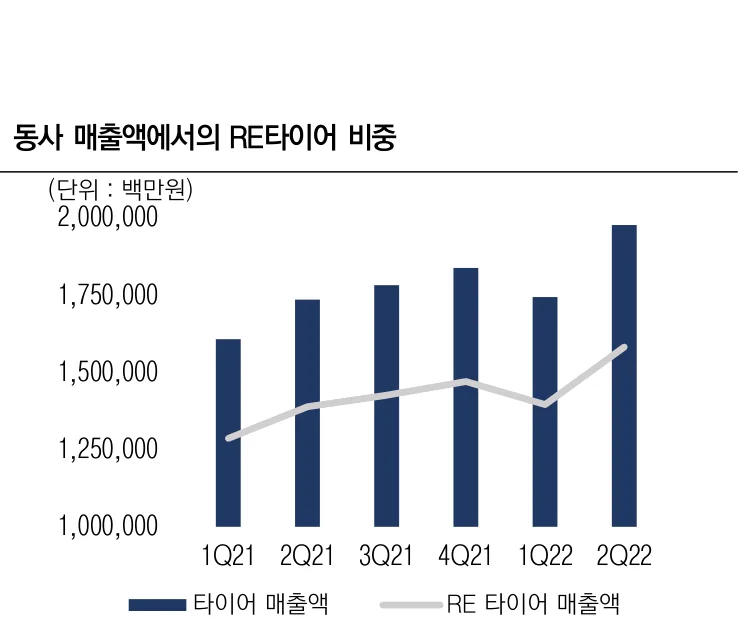 동사 매출액에서의 RE타이어 비중
(단위 : 백만원)
2,000,000
1,750,000
1,500,000
1,250,000
1,000,000
1Q21 2Q21 3Q21 4Q21 1Q22 2Q22
타이어 매출액 RE 타이어 매출액